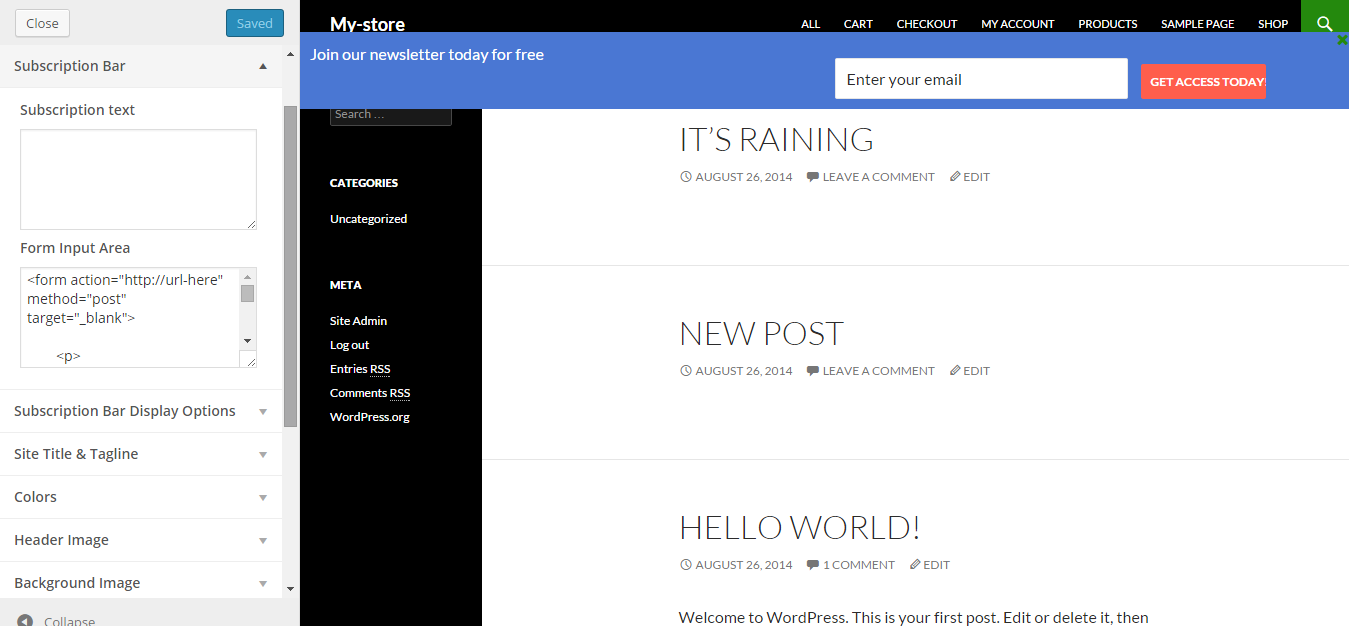 Close
Saved
Subscription Bar
Subscription text
Form Input Area
<form action="http://url-here"
method="post"
target="_blank">
<p>
Subscription Bar Display Options
Site Title & Tagline
Colors
Header Image
Background Image
Collapse
My-store
ALL CART CHECKOUT MY ACCOUNT PRODUCTS SAMPLE PAGE SHOP
Join our newsletter today for free
Enter your email
GET ACCESS TODAY
Search ...
CATEGORIES
Uncategorized
META
Site Admin
Log out
Entries RSS
Comments RSS
WordPress.org
IT’S RAINING
AUGUST 26, 2014 LEAVE A COMMENT EDIT
NEW POST
AUGUST 26, 2014 LEAVE A COMMENT EDIT
HELLO WORLD!
AUGUST 26, 2014 1 COMMENT EDIT
Welcome to WordPress. This is your first post. Edit or delete it, then